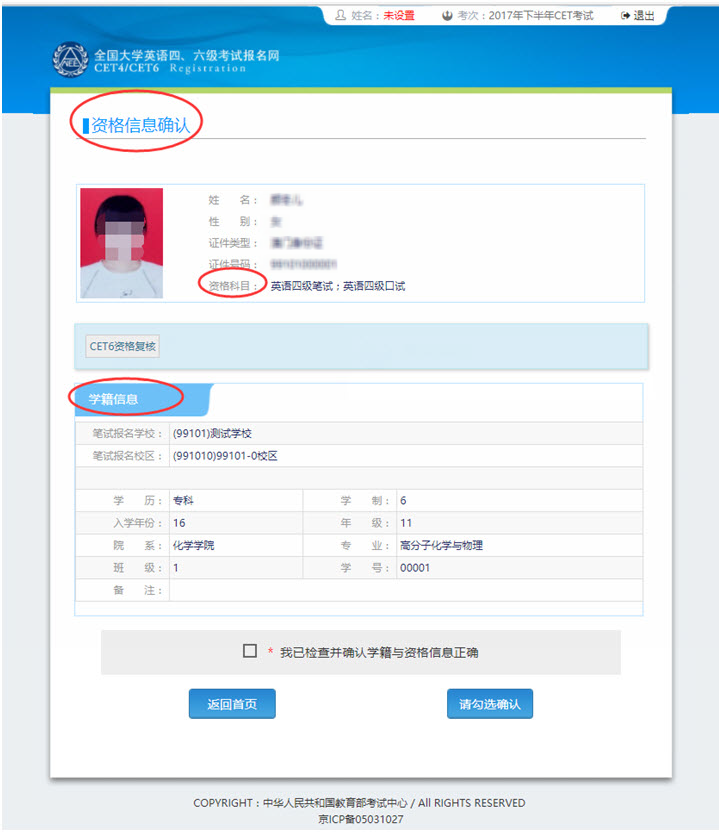 姓名：未设置 考次：2017年下半年CET考试 退出
全国大学英语四、六级考试报名网
CET4/CET6 Registration
资格信息确认
姓 名：
性 别：
证件类型：
证件号码：
资格科目： 英语四级笔试；英语四级口试
CET6资格复核
学籍信息
笔试报名学校： (99101)测试学校
笔试报名校区： (991010)99101-0校区
学 历： 专科 学 制： 6
入学年份： 16 年 级： 11
院 系： 化学学院 专 业： 高分子化学与物理
班 级： 1 学 号： 00001
备 注：
* 我已检查并确认学籍与资格信息正确
返回首页 请勾选确认
COPYRIGHT：中华人民共和国教育部考试中心 / All RIGHTS RESERVED
京ICP备05031027